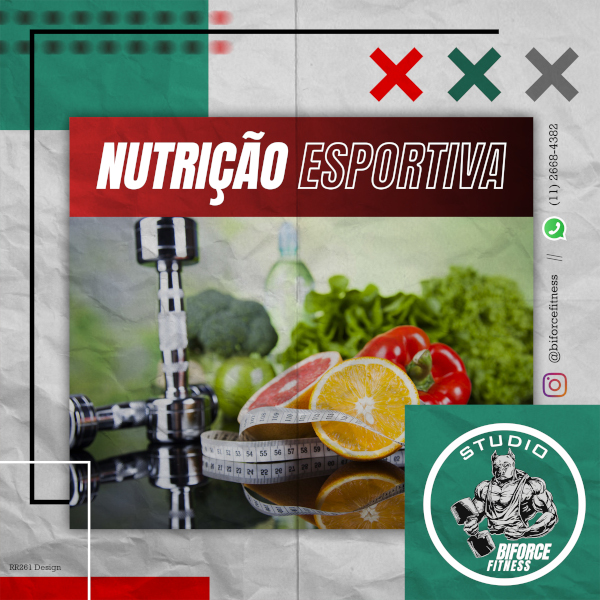 NUTRIÇÃO ESPORTIVA
(11) 2668-4382
//
@biforcefitness
STUDIO
BIFORCE
FITNESS
RR261 Design